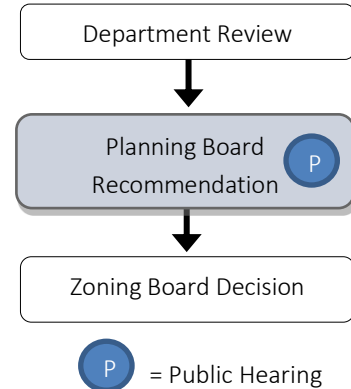 Department Review
Planning Board
Recommendation
P
Zoning Board Decision
P = Public Hearing